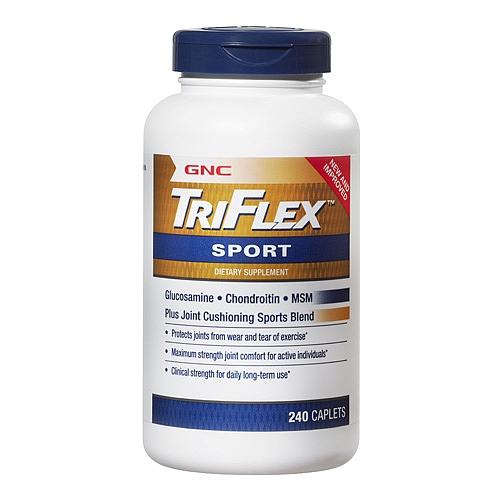 GNC
NEW AND
IMPROVED
TRIFLEX™
SPORT
DIETARY SUPPLEMENT
Glucosamine • Chondroitin • MSM
Plus Joint Cushioning Sports Blend
• Protects joints from wear and tear of exercise*
• Maximum strength joint comfort for active individuals*
• Clinical strength for daily long-term use*
240 CAPLETS